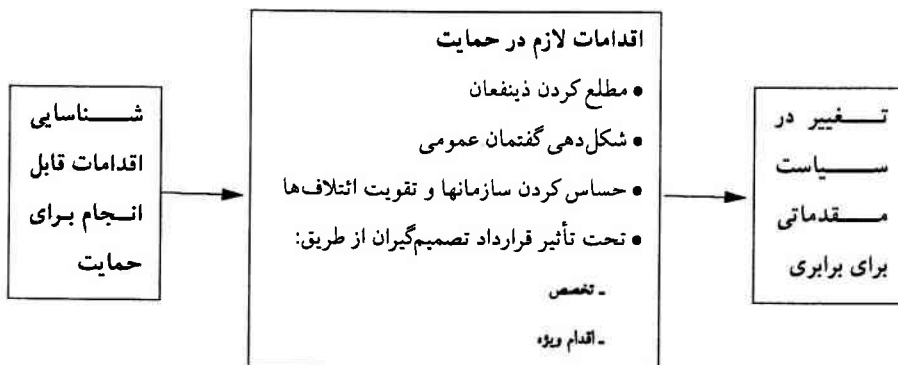 شناسایی
اقدامات قابل
انجام برای
حمایت
اقدامات لازم در حمایت
• مطلع کردن ذینفعان
• شکل‌دهی گفتمان عمومی
• حساس کردن سازمانها و تقویت ائتلاف‌ها
• تحت تأثیر قرارداد تصمیم‌گیران از طریق:
ـ تخصص
ـ اقدام ویژه
تغییر در
سیاست
مقدماتی
برای برابری